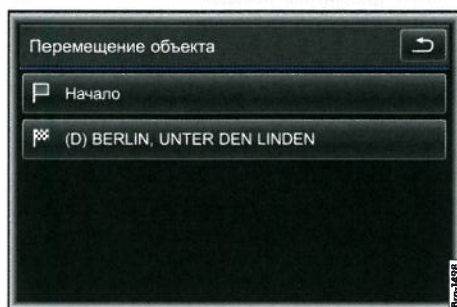 Перемещение объекта
Начало
(D) BERLIN, UNTER DEN LINDEN